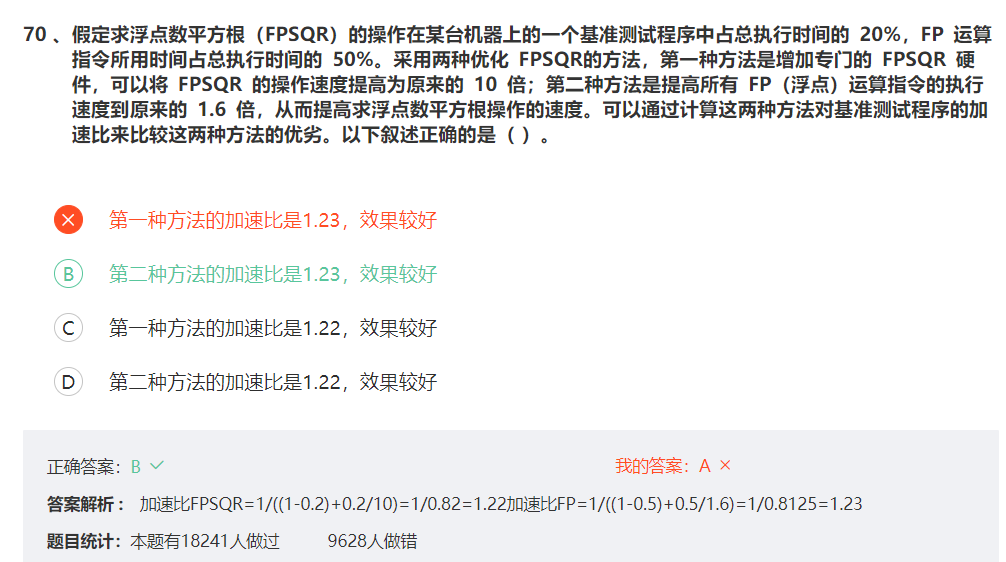 70 、假定求浮点数平方根（FPSQR）的操作在某台机器上的一个基准测试程序中占总执行时间的 20%，FP 运算
指令所用时间占总执行时间的 50%。采用两种优化 FPSQR的方法，第一种方法是增加专门的 FPSQR 硬
件，可以将 FPSQR 的操作速度提高为原来的 10 倍；第二种方法是提高所有 FP（浮点）运算指令的执行
速度到原来的 1.6 倍，从而提高求浮点数平方根操作的速度。可以通过计算这两种方法对基准测试程序的加
速比来比较这两种方法的优劣。以下叙述正确的是（ ）。
第一种方法的加速比是1.23，效果较好
B 第二种方法的加速比是1.23，效果较好
C 第一种方法的加速比是1.22，效果较好
D 第二种方法的加速比是1.22，效果较好
正确答案：B ✓ 我的答案：A ×
答案解析： 加速比FPSQR=1/((1-0.2)+0.2/10)=1/0.82=1.22加速比FP=1/((1-0.5)+0.5/1.6)=1/0.8125=1.23
题目统计：本题有18241人做过 9628人做错